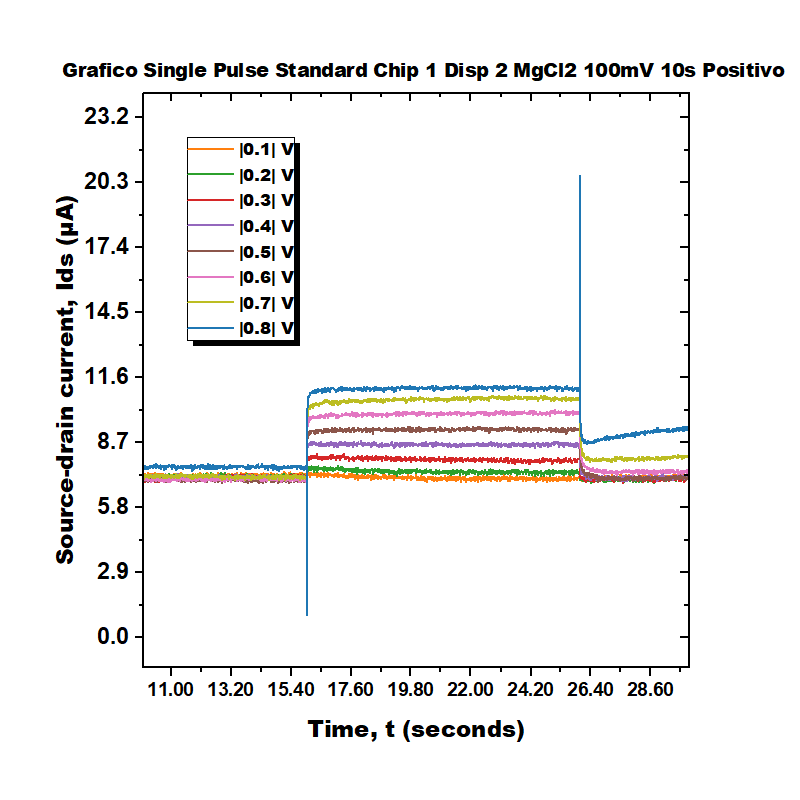 Grafico Single Pulse Standard Chip 1 Disp 2 MgCl2 100mV 10s Positivo
23.2
20.3
17.4
14.5
11.6
8.7
5.8
2.9
0.0
Source-drain current, Ids (µA)
|0.1| V
|0.2| V
|0.3| V
|0.4| V
|0.5| V
|0.6| V
|0.7| V
|0.8| V
11.00 13.20 15.40 17.60 19.80 22.00 24.20 26.40 28.60
Time, t (seconds)